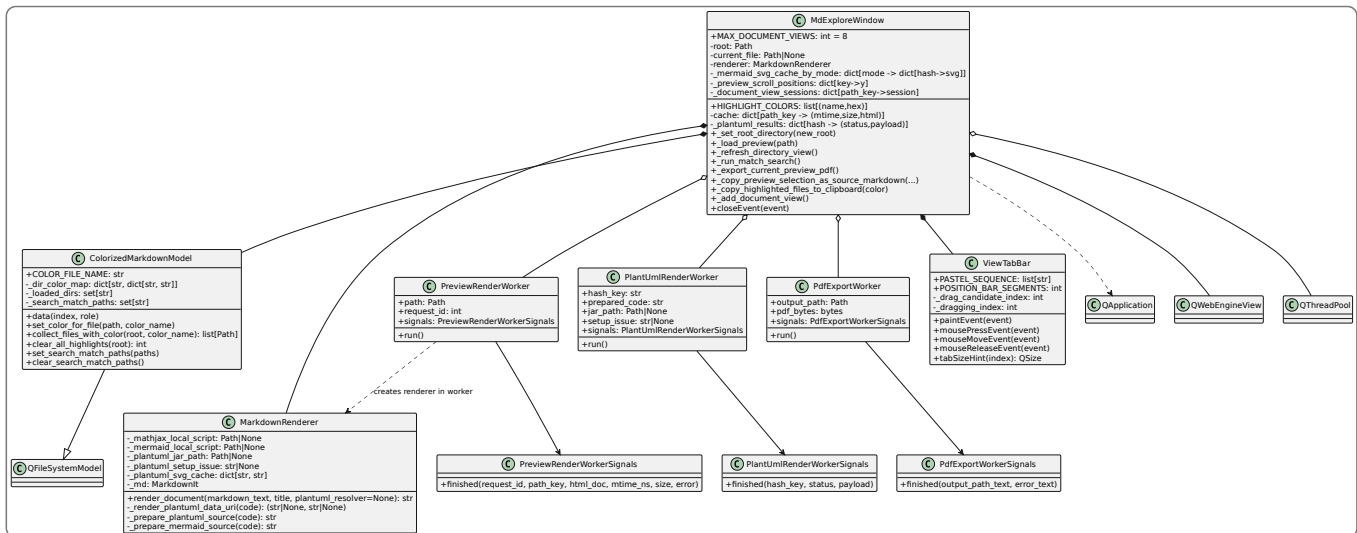 MdExploreWindow
+MAX_DOCUMENT_VIEWS: int = 8
-root: Path
-current_file: Path|None
-renderer: MarkdownRenderer
-_mermaid_svg_cache_by_mode: dict[mode -> dict[hash->svg]]
-_preview_scroll_positions: dict[key->y]
-_document_view_sessions: dict[path_key->session]
+HIGHLIGHT_COLORS: list[(name,hex)]
-cache: dict[path_key -> (mtime,size,html)]
-_plantuml_results: dict[hash -> (status,payload)]
+_set_root_directory(new_root)
+_load_preview(path)
+_refresh_directory_view()
+_run_match_search()
+_export_current_preview_pdf()
+_copy_preview_selection_as_source_markdown(...)
+_copy_highlighted_files_to_clipboard(color)
+_add_document_view()
+closeEvent(event)
ColorizedMarkdownModel
+COLOR_FILE_NAME: str
-_dir_color_map: dict[str, dict[str, str]]
-_loaded_dirs: set[str]
-_search_match_paths: set[str]
+data(index, role)
+set_color_for_file(path, color_name)
+collect_files_with_color(root, color_name): list[Path]
+clear_all_highlights(root): int
+set_search_match_paths(paths)
+clear_search_match_paths()
PreviewRenderWorker
+path: Path
+request_id: int
+signals: PreviewRenderWorkerSignals
+run()
PlantUmlRenderWorker
+hash_key: str
+prepared_code: str
+jar_path: Path|None
+setup_issue: str|None
+signals: PlantUmlRenderWorkerSignals
+run()
PdfExportWorker
+output_path: Path
+pdf_bytes: bytes
+signals: PdfExportWorkerSignals
+run()
ViewTabBar
+PASTEL_SEQUENCE: list[str]
+POSITION_BAR_SEGMENTS: int
-_drag_candidate_index: int
-_dragging_index: int
+paintEvent(event)
+mousePressEvent(event)
+mouseMoveEvent(event)
+mouseReleaseEvent(event)
+tabSizeHint(index): QSize
QApplication
QWebEngineView
QThreadPool
creates renderer in worker
QFileSystemModel
MarkdownRenderer
-_mathjax_local_script: Path|None
-_mermaid_local_script: Path|None
-_plantuml_jar_path: Path|None
-_plantuml_setup_issue: str|None
-_plantuml_svg_cache: dict[str, str]
-_md: MarkdownIt
+render_document(markdown_text, title, plantuml_resolver=None): str
-_render_plantuml_data_uri(code): (str|None, str|None)
-_prepare_plantuml_source(code): str
-_prepare_mermaid_source(code): str
PreviewRenderWorkerSignals
+finished(request_id, path_key, html_doc, mtime_ns, size, error)
PlantUmlRenderWorkerSignals
+finished(hash_key, status, payload)
PdfExportWorkerSignals
+finished(output_path_text, error_text)